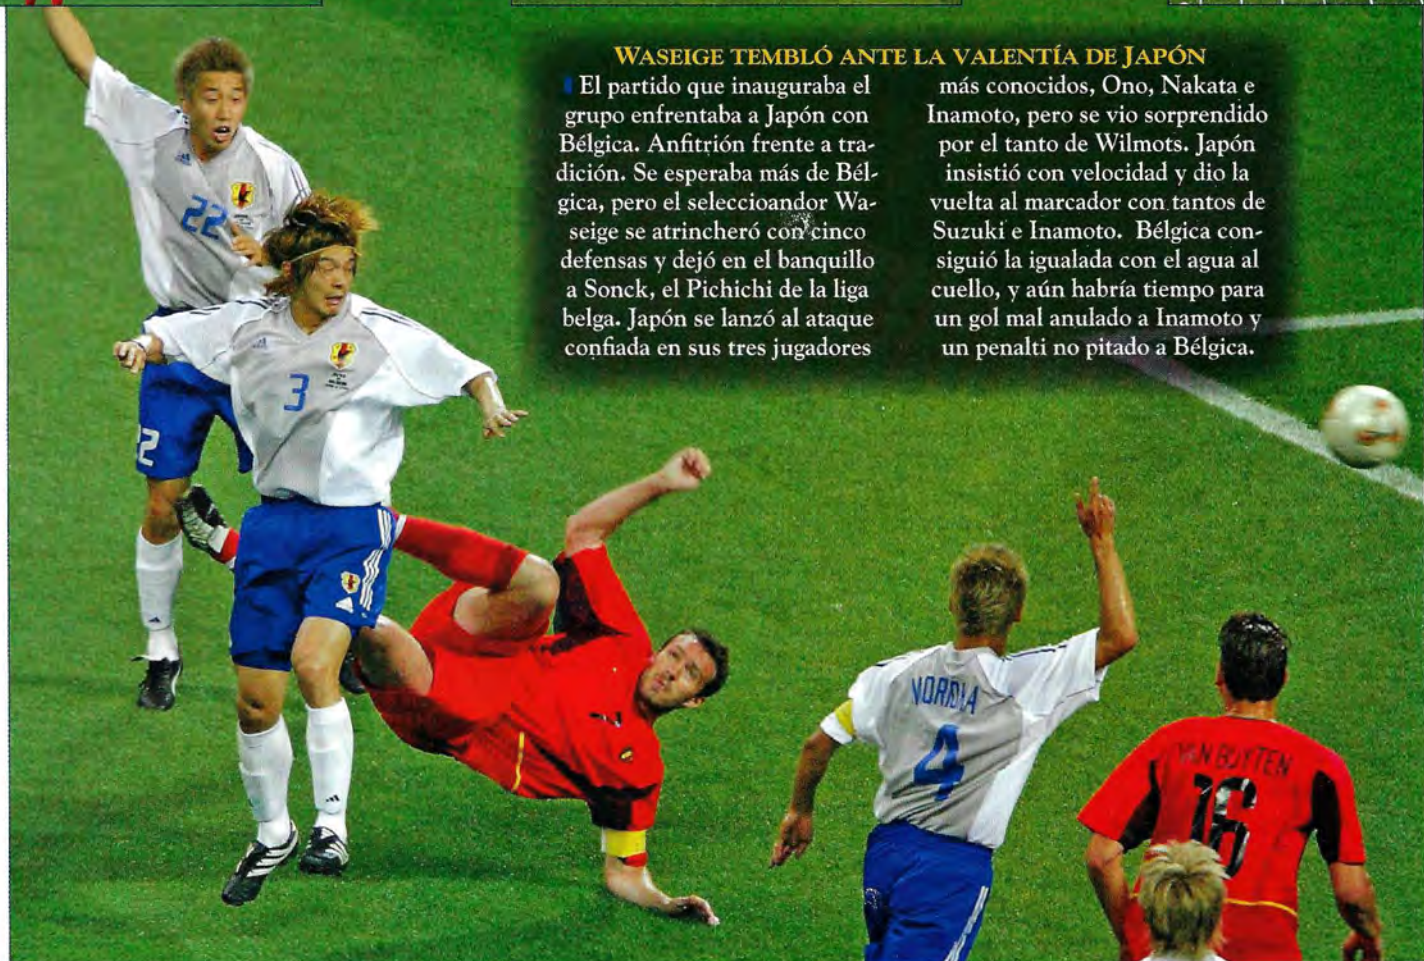 WASEIGE TEMBLÓ ANTE LA VALENTÍA DE JAPÓN
El partido que inauguraba el
grupo enfrentaba a Japón con
Bélgica. Anfitrión frente a tra-
dición. Se esperaba más de Bél-
gica, pero el seleccioandor Wa-
seige se atrincheró con cinco
defensas y dejó en el banquillo
a Sonck, el Pichichi de la liga
belga. Japón se lanzó al ataque
confiada en sus tres jugadores
más conocidos, Ono, Nakata e
Inamoto, pero se vio sorprendido
por el tanto de Wilmots. Japón
insistió con velocidad y dio la
vuelta al marcador con tantos de
Suzuki e Inamoto. Bélgica con-
siguió la igualada con el agua al
cuello, y aún habría tiempo para
un gol mal anulado a Inamoto y
un penalti no pitado a Bélgica.
22
22
3
4
VAN BUYTEN
16